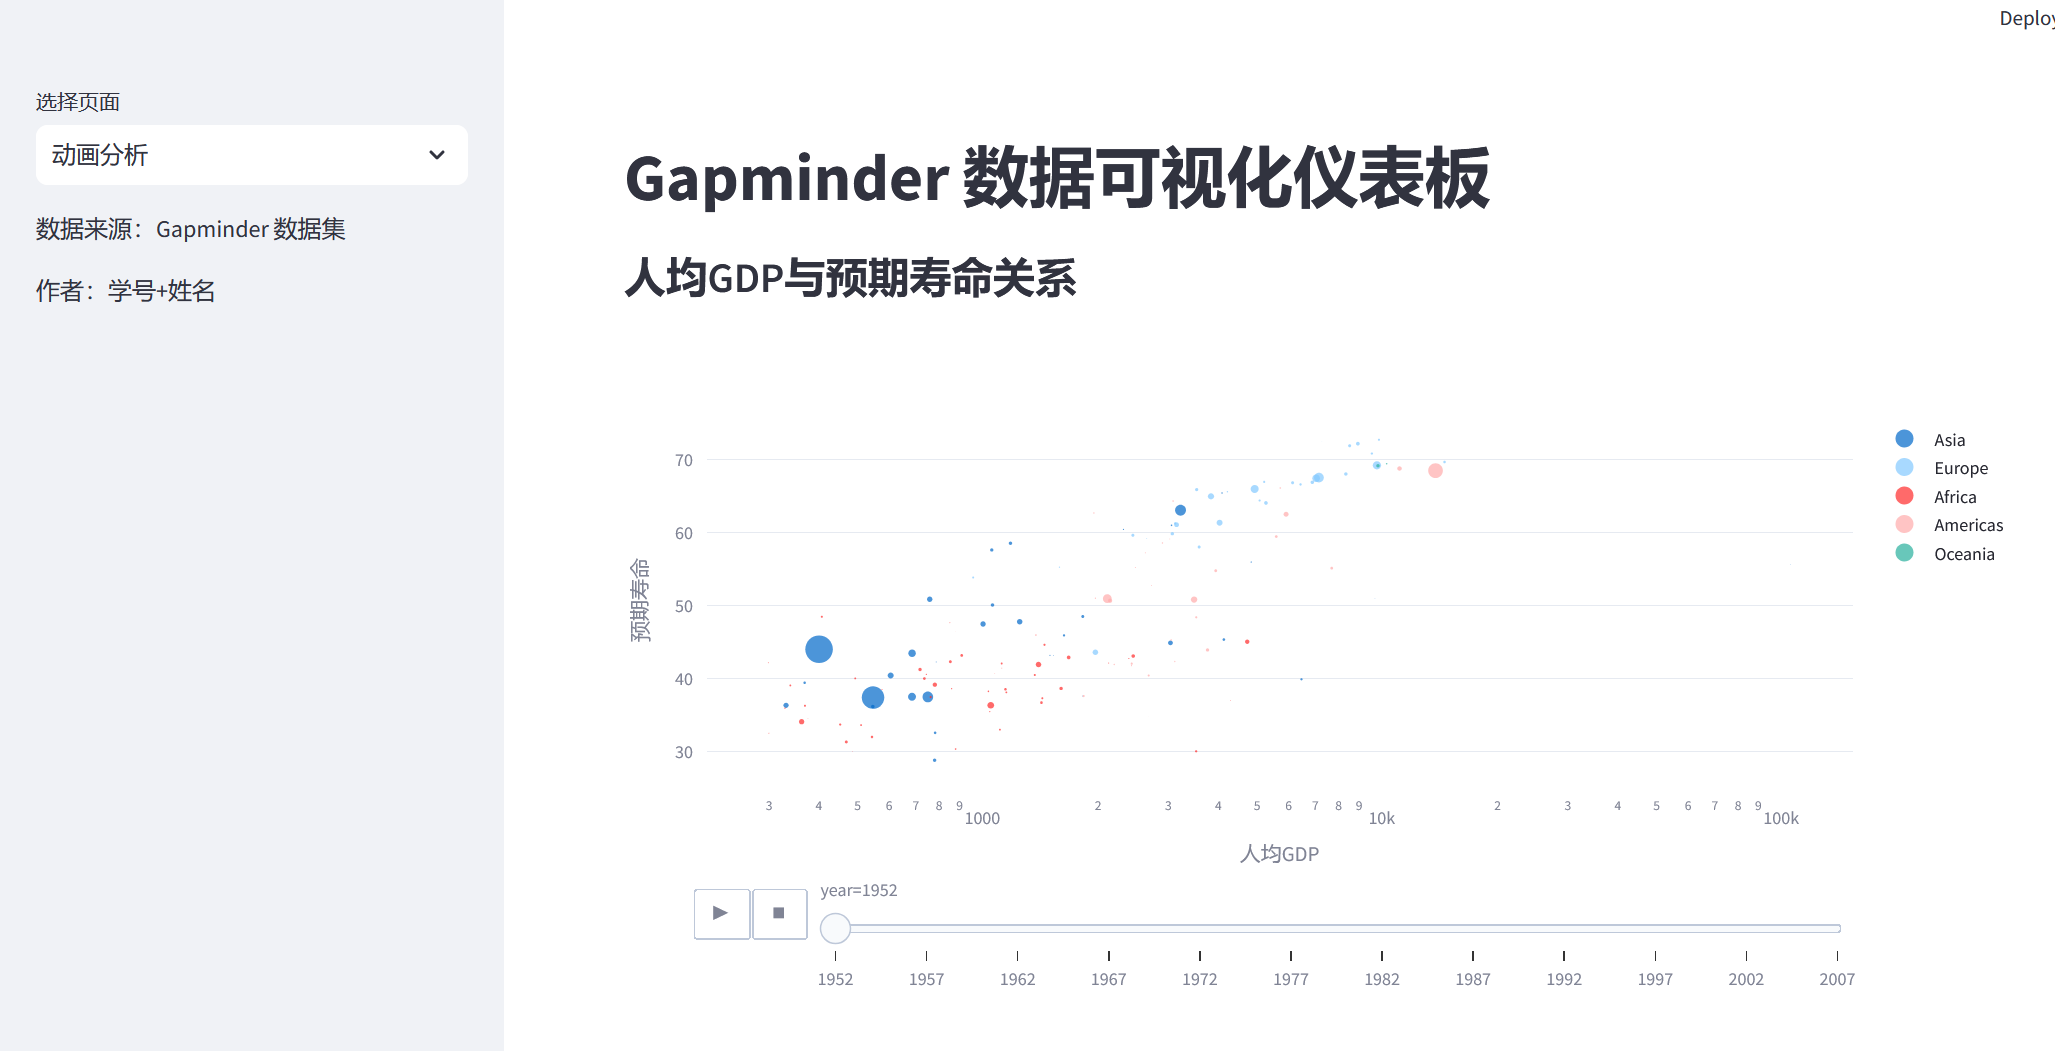 Deploy
选择页面
动画分析
数据来源：Gapminder 数据集
作者：学号+姓名
Gapminder 数据可视化仪表板
人均GDP与预期寿命关系
Asia
Europe
Africa
Americas
Oceania
预期寿命
70
60
50
40
30
3 4 5 6 7 8 9 1000 2 3 4 5 6 7 8 9 10k 2 3 4 5 6 7 8 9 100k
人均GDP
year=1952
1952 1957 1962 1967 1972 1977 1982 1987 1992 1997 2002 2007